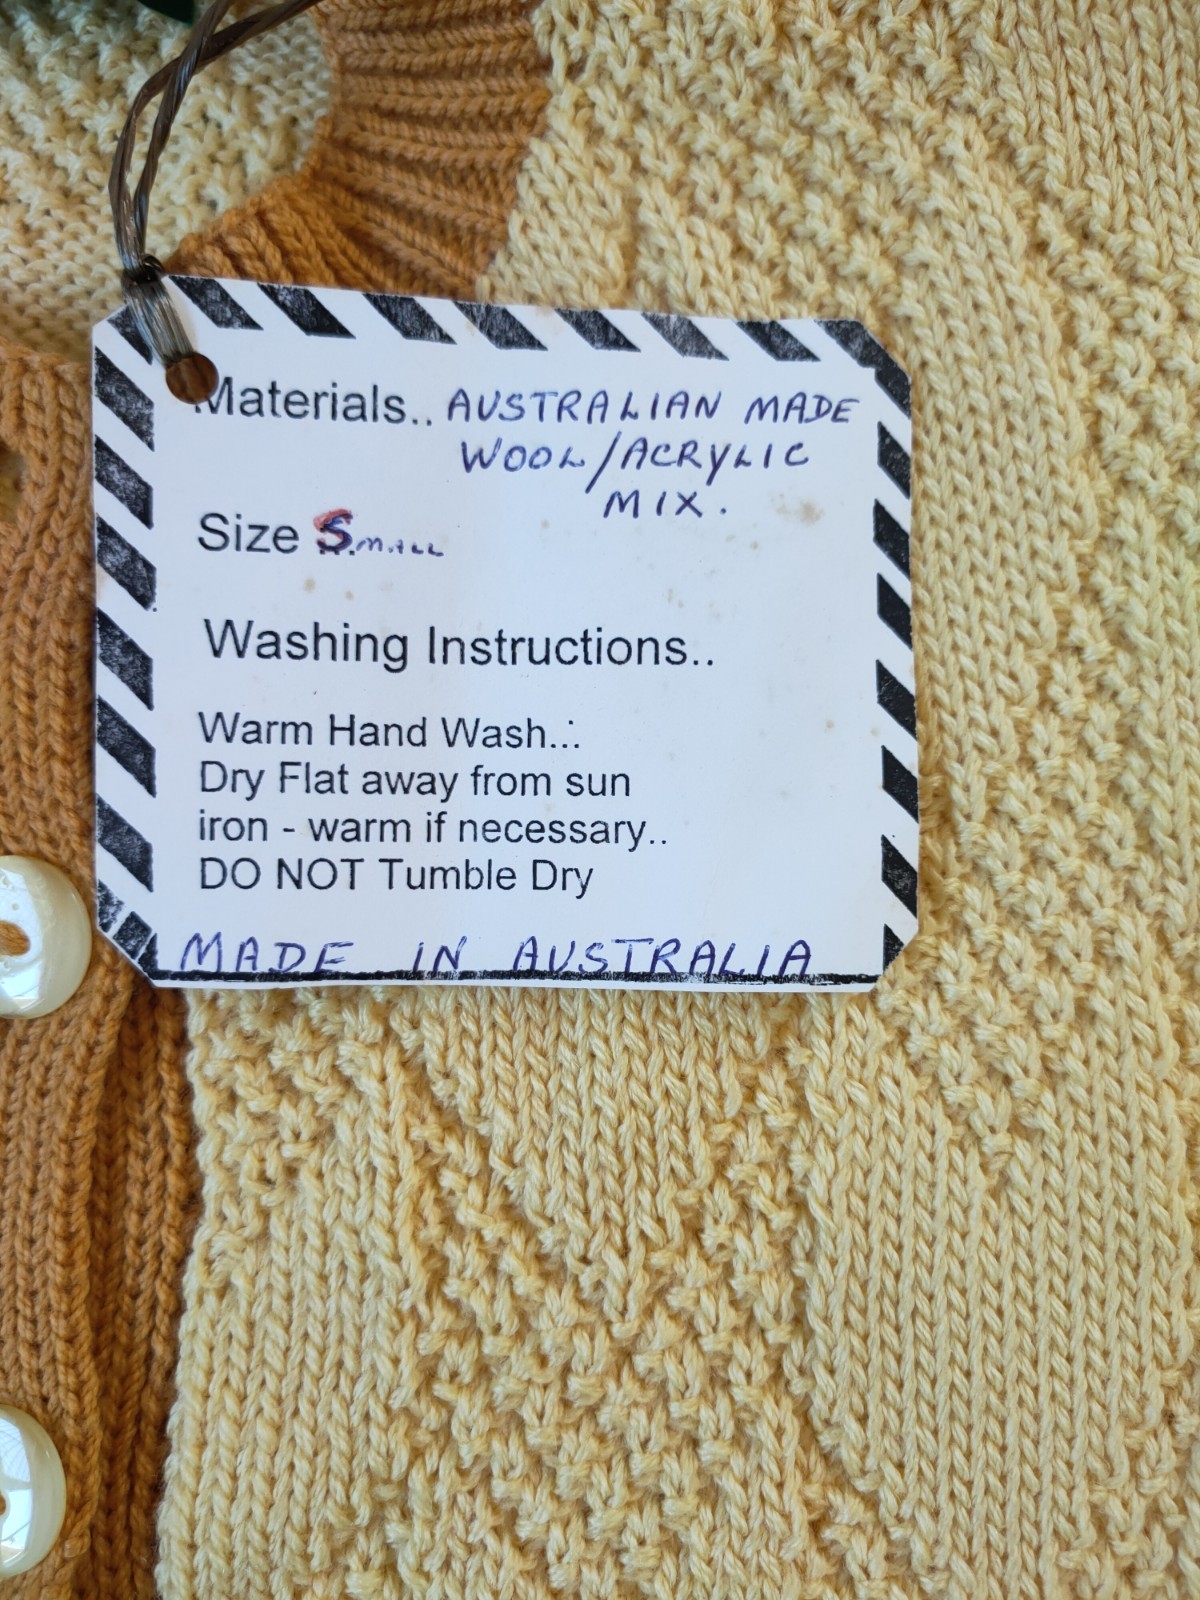 Materials.. AUSTRALIAN MADE
WOOL/ACRYLIC
MIX.
Size Small
Washing Instructions..
Warm Hand Wash...
Dry Flat away from sun
iron - warm if necessary..
DO NOT Tumble Dry
MADE IN AUSTRALIA